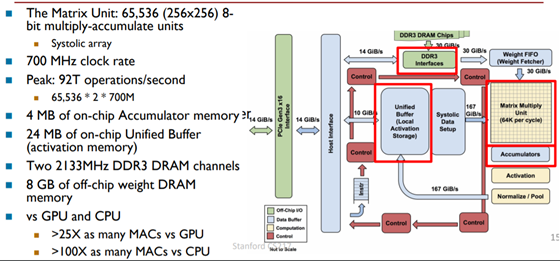 The Matrix Unit: 65,536 (256x256) 8-
bit multiply-accumulate units
Systolic array
700 MHz clock rate
Peak: 92T operations/second
65,536 * 2 * 700M
4 MB of on-chip Accumulator memory
24 MB of on-chip Unified Buffer
(activation memory)
Two 2133MHz DDR3 DRAM channels
8 GB of off-chip weight DRAM
memory
vs GPU and CPU
>25X as many MACs vs GPU
>100X as many MACs vs CPU
DDR3 DRAM Chips
30 GiB/s
14 GiB/s
DDR3
Interfaces
30 GiB/s
Weight FIFO
(Weight Fetcher)
Control
Control
30 GiB/s
14 GiB/s
PCIe Gen3 x16
Interface
14 GiB/s
Host Interface
10 GiB/s
Unified
Buffer
(Local
Activation
Storage)
Systolic
Data
Setup
167
GiB/s
Matrix Multiply
Unit
(64K per cycle)
Accumulators
Activation
Normalize / Pool
167 GiB/s
Instr
Control
Control
Off-Chip I/O
Data Buffer
Computation
Control
Not to Scale
Stanford
15